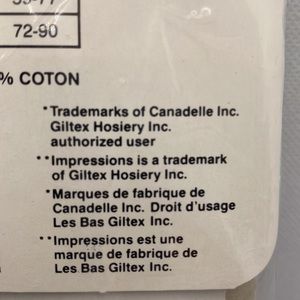 72-90
% COTON
*Trademarks of Canadelle Inc.
Giltex Hosiery Inc.
authorized user
**Impressions is a trademark
of Giltex Hosiery Inc.
*Marques de fabrique de
Canadelle Inc. Droit d'usage
Les Bas Giltex Inc.
**Impressions est une
marque de fabrique de
Les Bas Giltex Inc.